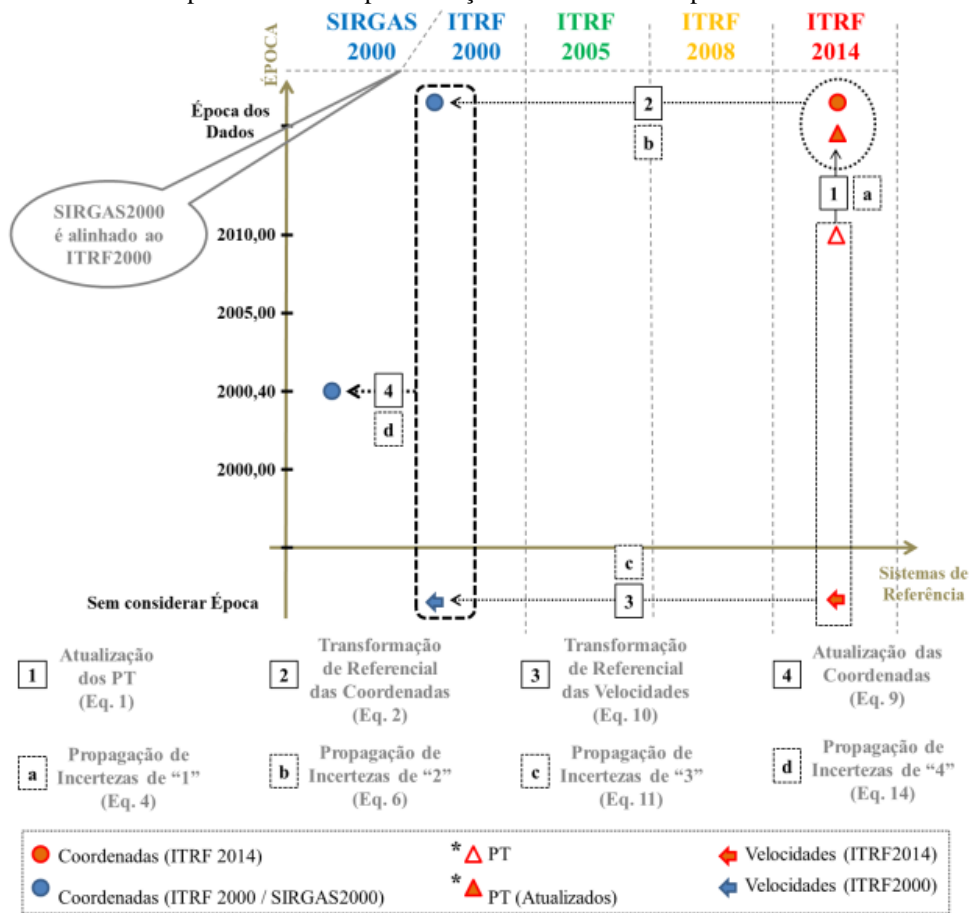 SIRGAS
2000
ITRF
2000
ITRF
2005
ITRF
2008
ITRF
2014
ÉPOCA
Época dos
Dados
2
b
1
a
SIRGAS2000
é alinhado ao
ITRF2000
2010,00
2005,00
2000,40
4
d
2000,00
c
Sistemas de
Referência
Sem considerar Época
3
1
Atualização
dos PT
(Eq. 1)
2
Transformação
de Referencial
das Coordenadas
(Eq. 2)
3
Transformação
de Referencial
das Velocidades
(Eq. 10)
4
Atualização das
Coordenadas
(Eq. 9)
a
Propagação de
Incertezas de “1”
(Eq. 4)
b
Propagação de
Incertezas de “2”
(Eq. 6)
c
Propagação de
Incertezas de “3”
(Eq. 11)
d
Propagação de
Incertezas de “4”
(Eq. 14)
Coordenadas (ITRF 2014)
* PT
Velocidades (ITRF2014)
Coordenadas (ITRF 2000 / SIRGAS2000)
* PT (Atualizados)
Velocidades (ITRF2000)